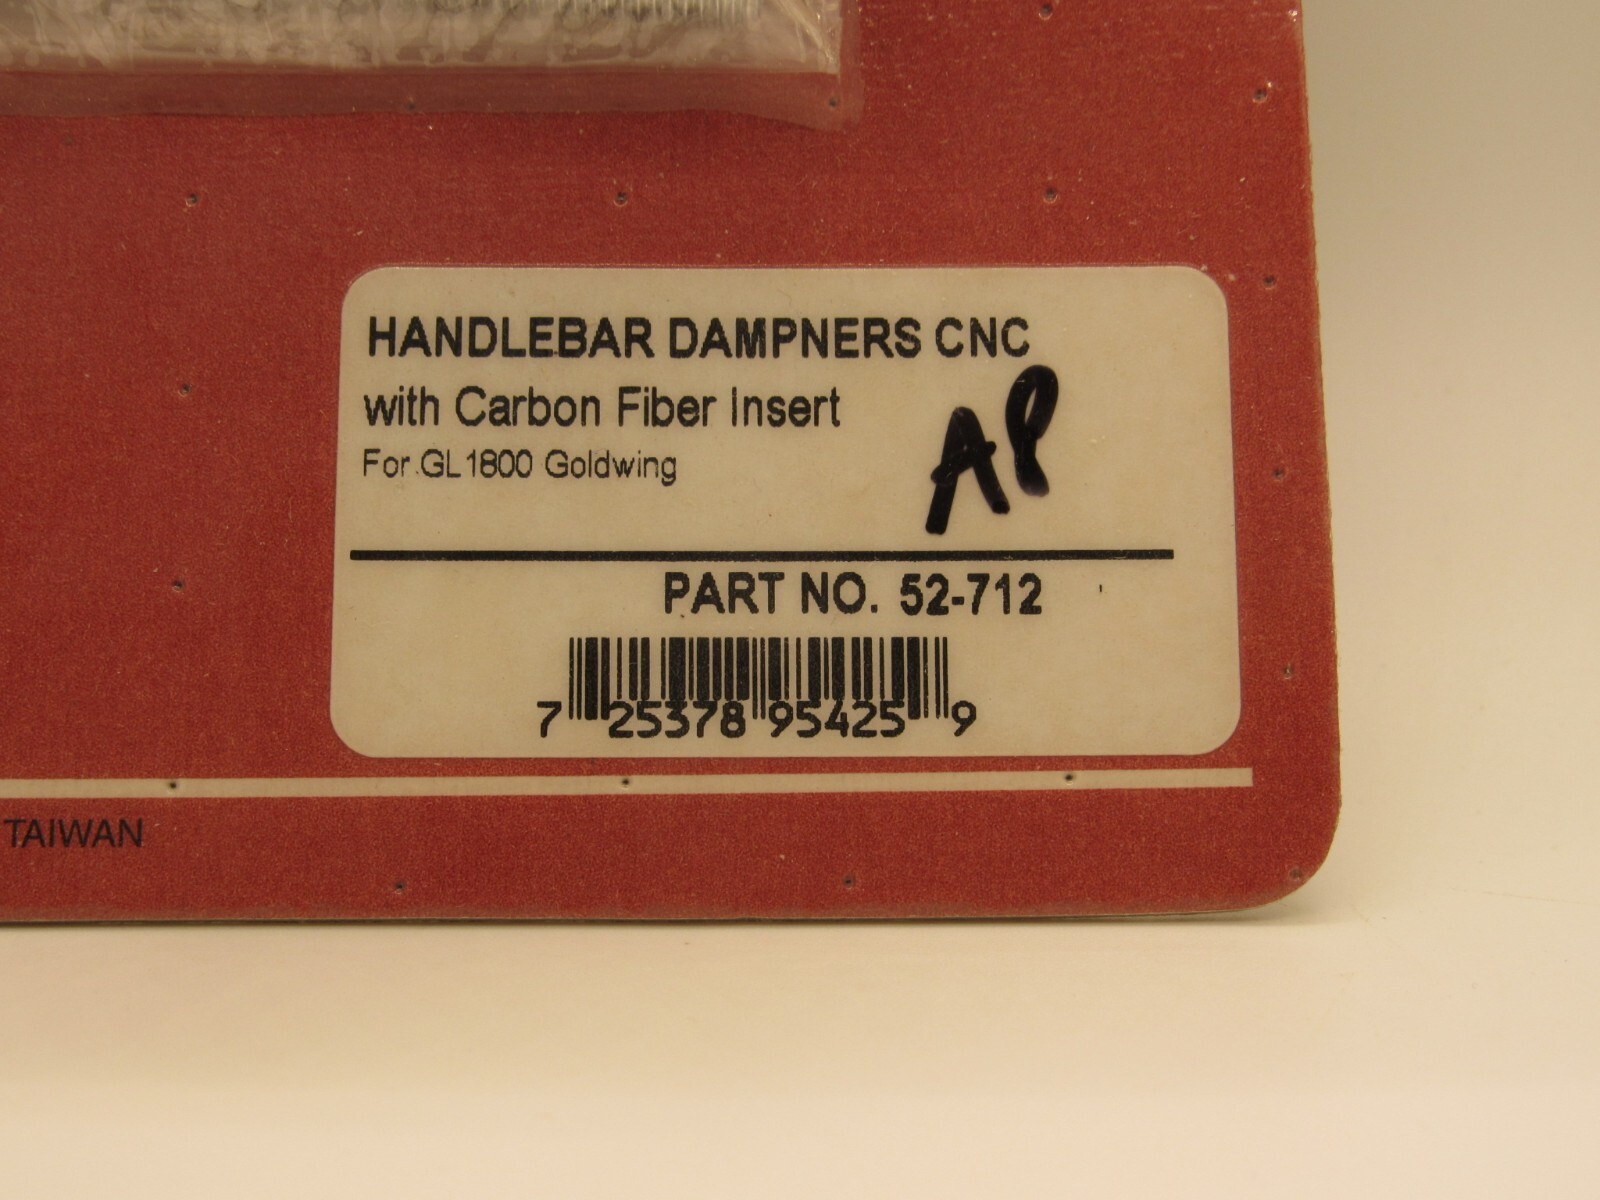 HANDLEBAR DAMPNERS CNC
with Carbon Fiber Insert
For GL1800 Goldwing
AP
PART NO. 52-712
7 25378 95425 9
TAIWAN